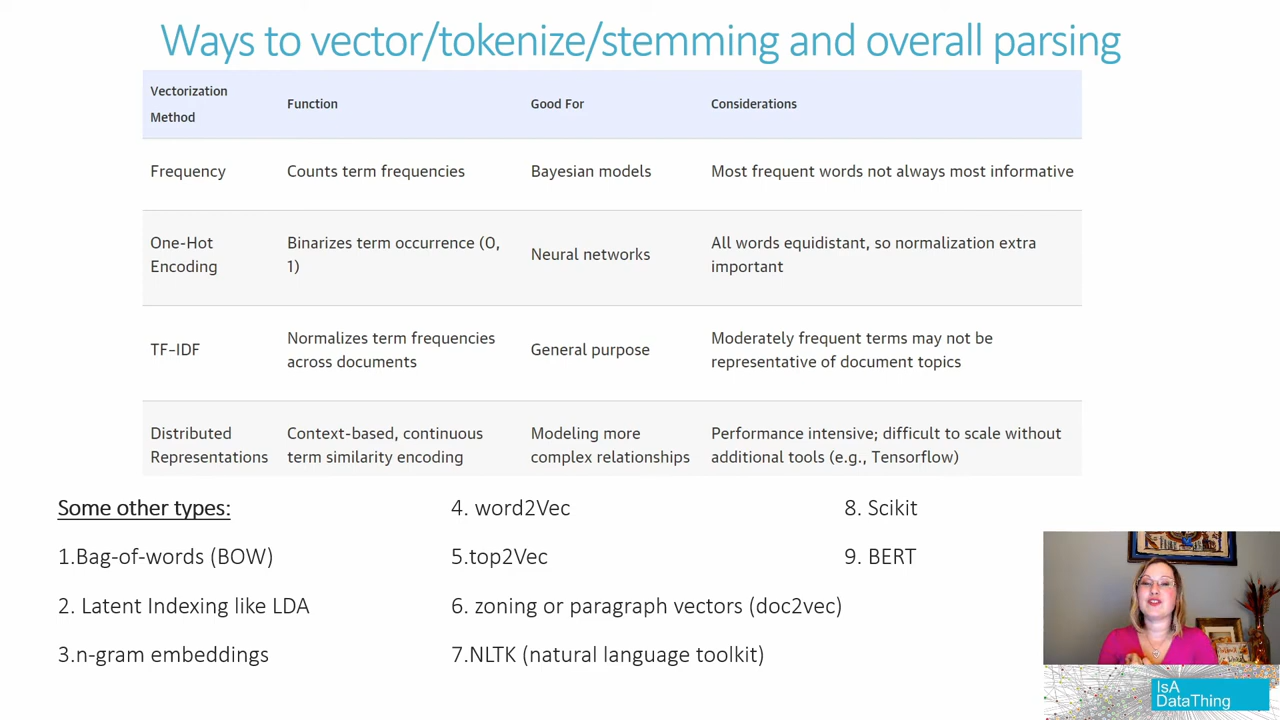 Ways to vector/tokenize/stemming and overall parsing
Vectorization
Method
Function
Good For
Considerations
Frequency
Counts term frequencies
Bayesian models
Most frequent words not always most informative
One-Hot
Encoding
Binarizes term occurrence (0,
1)
Neural networks
All words equidistant, so normalization extra
important
TF–IDF
Normalizes term frequencies
across documents
General purpose
Moderately frequent terms may not be
representative of document topics
Distributed
Representations
Context-based, continuous
term similarity encoding
Modeling more
complex relationships
Performance intensive; difficult to scale without
additional tools (e.g., Tensorflow)
Some other types:
1.Bag-of-words (BOW)
2. Latent Indexing like LDA
3.n-gram embeddings
4. word2Vec
5.top2Vec
6. zoning or paragraph vectors (doc2vec)
7.NLTK (natural language toolkit)
8. Scikit
9. BERT
IsA
DataThing